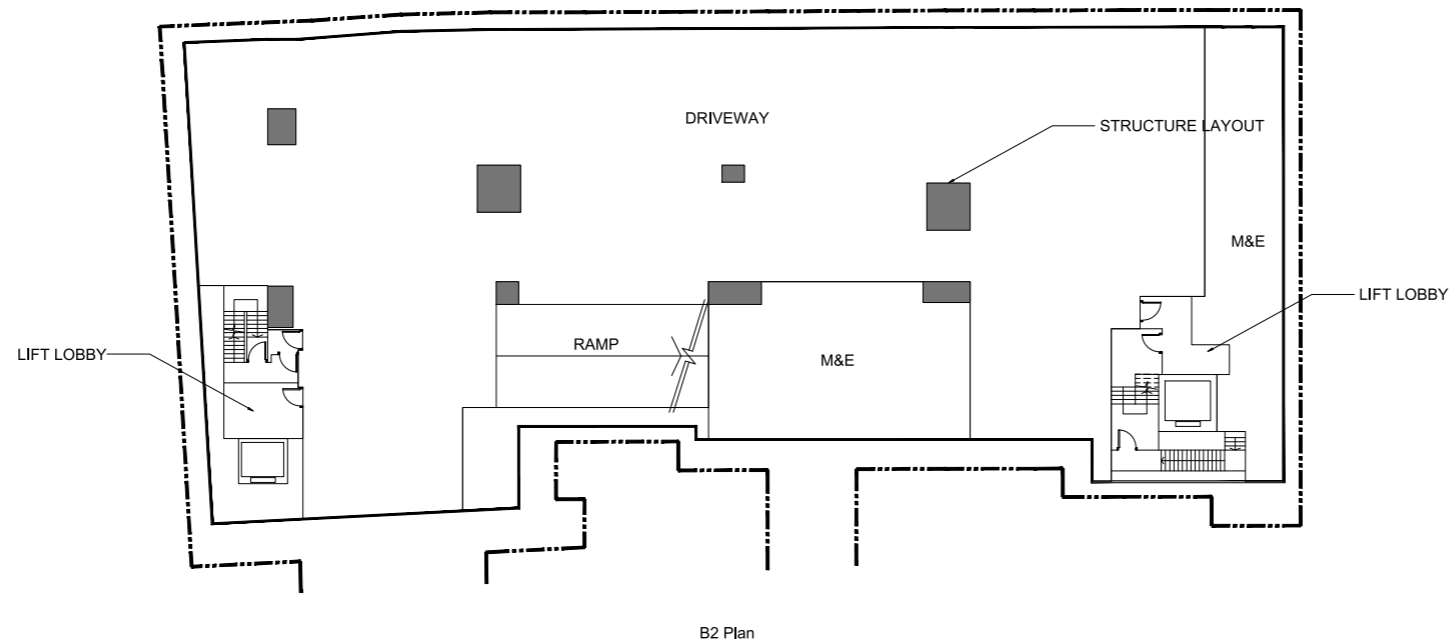 DRIVEWAY
STRUCTURE LAYOUT
M&E
LIFT LOBBY
RAMP
LIFT LOBBY
M&E
B2 Plan